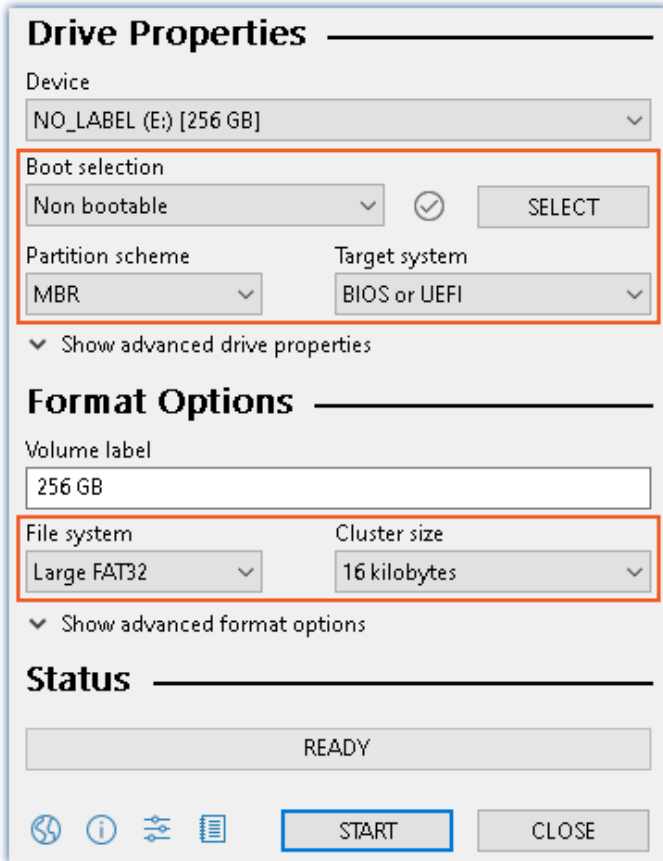 Drive Properties
Device
NO_LABEL (E:) [256 GB]
Boot selection
Non bootable
SELECT
Partition scheme
Target system
MBR
BIOS or UEFI
Show advanced drive properties
Format Options
Volume label
256 GB
File system
Cluster size
Large FAT32
16 kilobytes
Show advanced format options
Status
READY
START
CLOSE